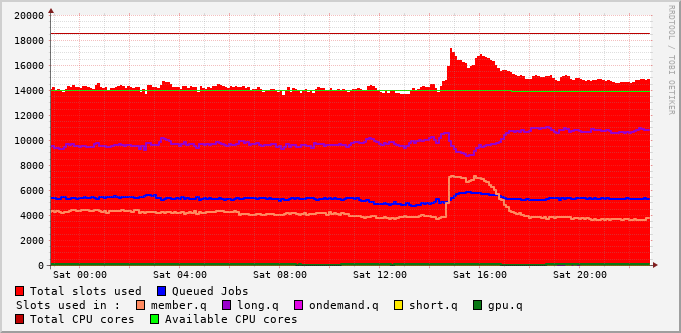 20000
18000
16000
14000
12000
10000
8000
6000
4000
2000
0
Sat 00:00 Sat 04:00 Sat 08:00 Sat 12:00 Sat 16:00 Sat 20:00
Total slots used Queued Jobs
Slots used in : member.q long.q ondemand.q short.q gpu.q
Total CPU cores Available CPU cores
RRDTOOL / TOBI OETIKER